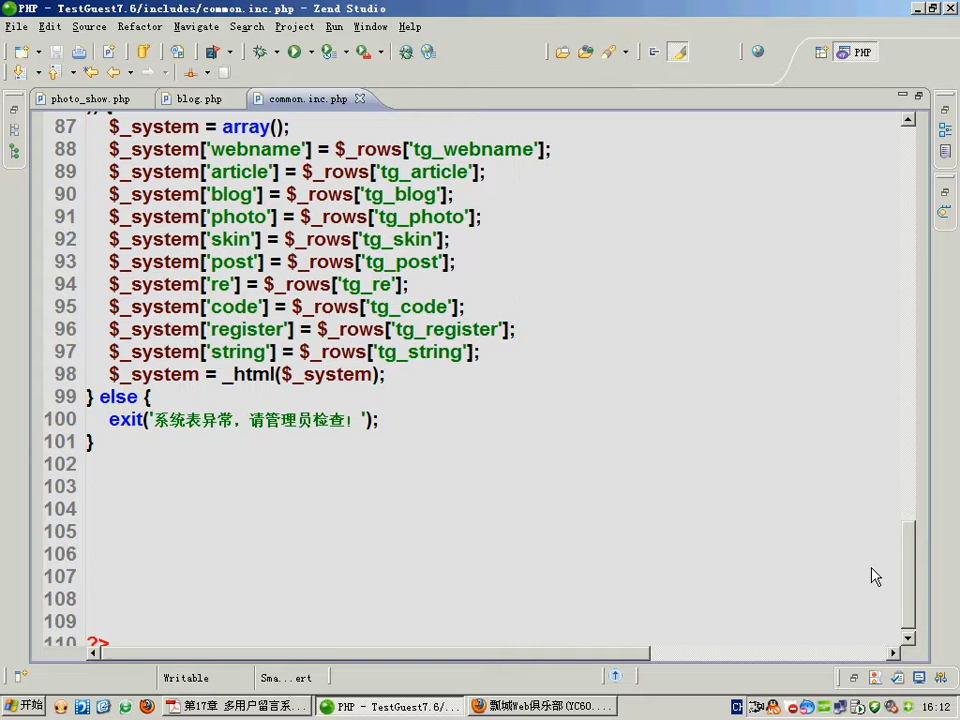 PHP - TestGuest7.6/includes/common.inc.php - Zend Studio
File Edit Source Refactor Navigate Search Project Run Window Help
PHP
photo_show.php blog.php common.inc.php
87 $_system = array();
88 $_system['webname'] = $_rows['tg_webname'];
89 $_system['article'] = $_rows['tg_article'];
90 $_system['blog'] = $_rows['tg_blog'];
91 $_system['photo'] = $_rows['tg_photo'];
92 $_system['skin'] = $_rows['tg_skin'];
93 $_system['post'] = $_rows['tg_post'];
94 $_system['re'] = $_rows['tg_re'];
95 $_system['code'] = $_rows['tg_code'];
96 $_system['register'] = $_rows['tg_register'];
97 $_system['string'] = $_rows['tg_string'];
98 $_system = _html($_system);
99 } else {
100 exit('系统表异常，请管理员检查！');
101 }
102
103
104
105
106
107
108
109
110 ?>
Writable Sma...ert
开始 第17章 多用户留言系... PHP - TestGuest7.6/... 瓢城Web俱乐部(YC60.... CH 16:12